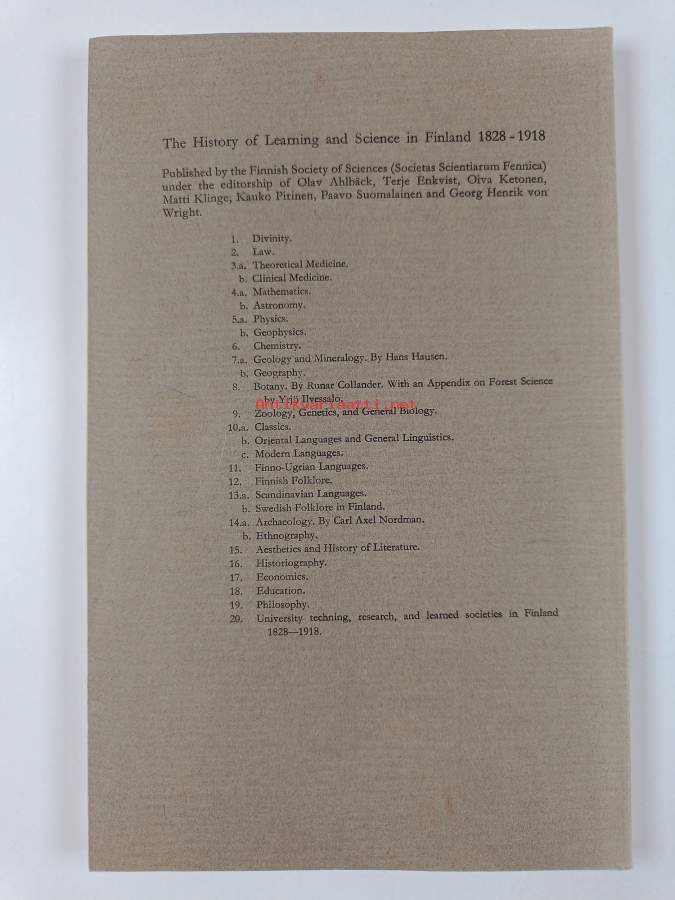 The History of Learning and Science in Finland 1828-1918
Published by the Finnish Society of Sciences (Societas Scientiarum Fennica)
under the editorship of Olav Ahlbäck, Terje Enkvist, Oiva Ketonen,
Matti Klinge, Kauko Pirinen, Paavo Suomalainen and Georg Henrik von
Wright.
1. Divinity.
2. Law.
3.a. Theoretical Medicine.
b. Clinical Medicine.
4.a. Mathematics.
b. Astronomy.
5.a. Physics.
b. Geophysics.
6. Chemistry.
7.a. Geology and Mineralogy. By Hans Hausen.
b. Geography.
8. Botany. By Runar Collander. With an Appendix on Forest Science
by Yrjö Ilvessalo.
Antikvariaatti.net
9. Zoology, Genetics, and General Biology.
10.a. Classics.
b. Oriental Languages and General Linguistics.
c. Modern Languages.
11. Finno-Ugrian Languages.
12. Finnish Folklore.
13.a. Scandinavian Languages.
b. Swedish Folklore in Finland.
14.a. Archaeology. By Carl Axel Nordman.
b. Ethnography.
15. Aesthetics and History of Literature.
16. Historiography.
17. Economics.
18. Education.
19. Philosophy.
20. University techning, research, and learned societies in Finland
1828—1918.